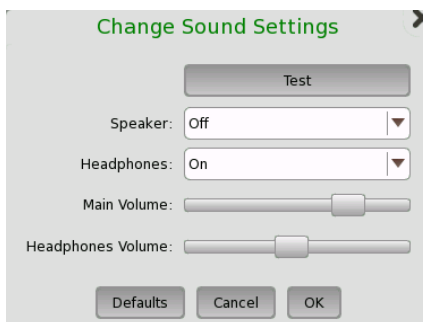 Change Sound Settings
Test
Speaker: Off
Headphones: On
Main Volume:
Headphones Volume:
Defaults Cancel OK